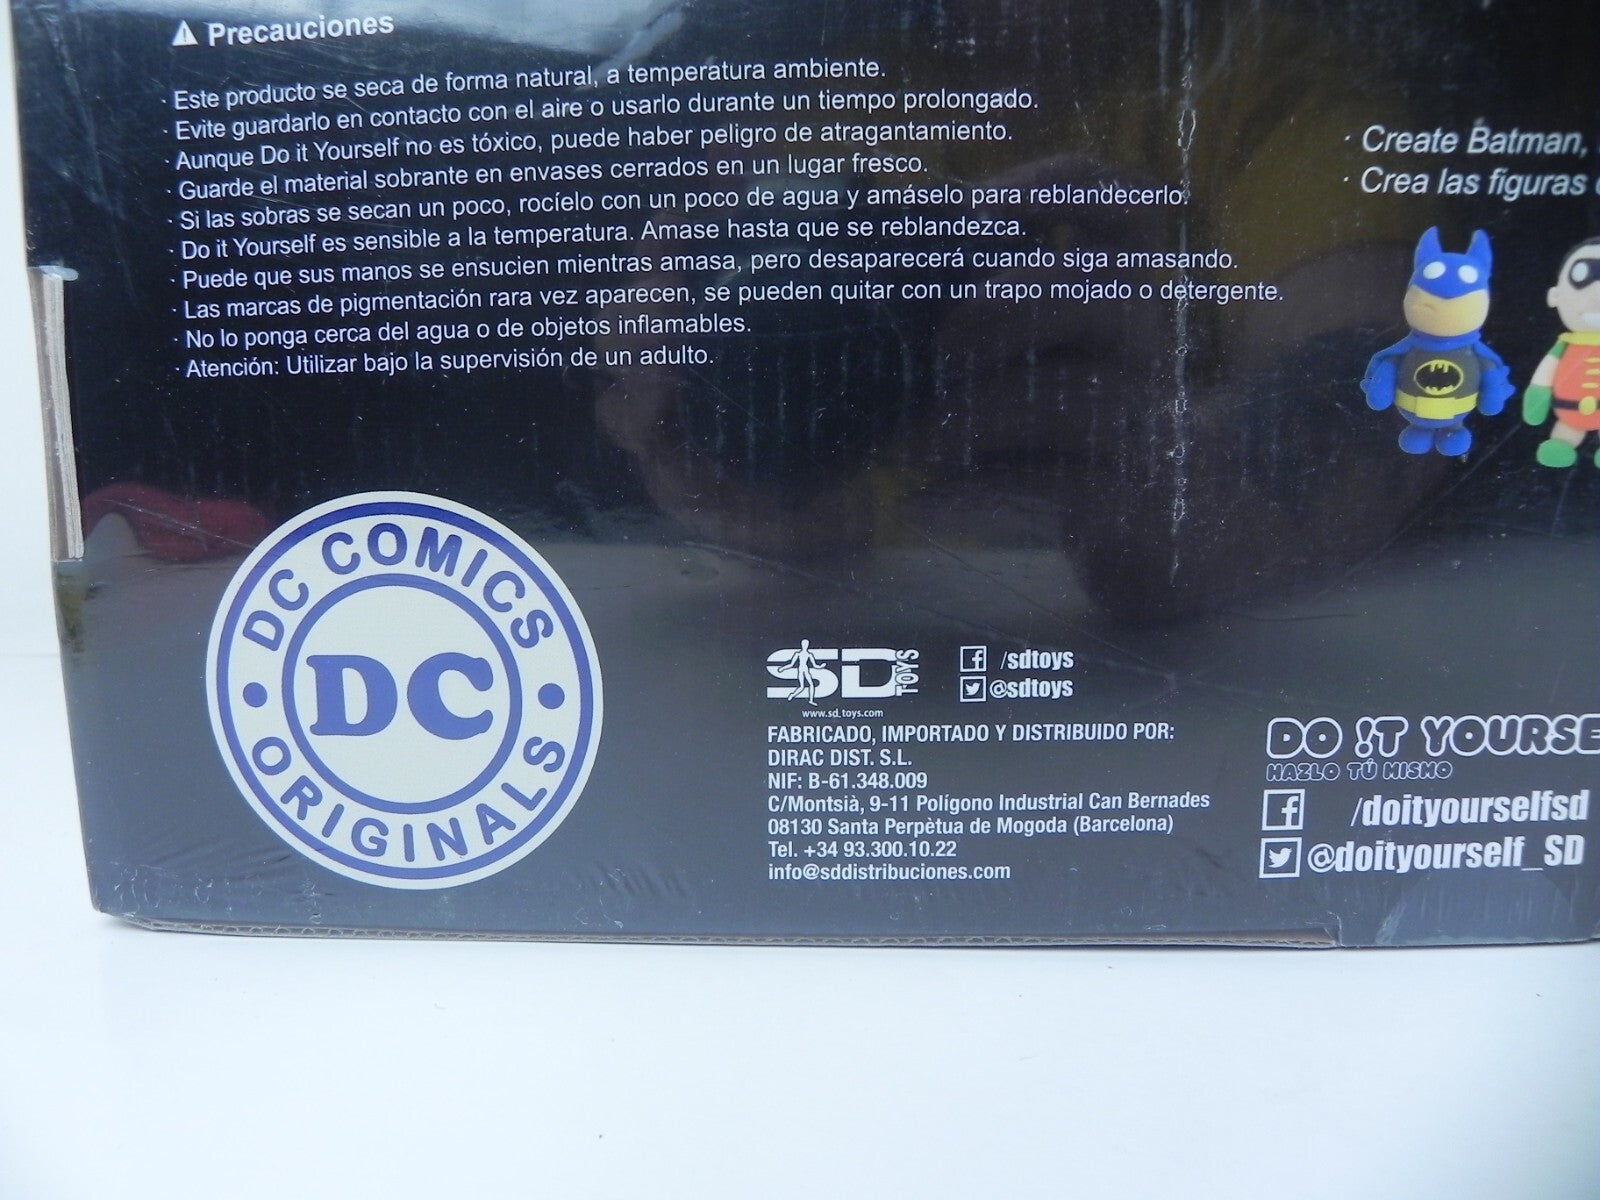 Precauciones
· Este producto se seca de forma natural, a temperatura ambiente.
· Evite guardarlo en contacto con el aire o usarlo durante un tiempo prolongado.
· Aunque Do it Yourself no es tóxico, puede haber peligro de atragantamiento.
· Guarde el material sobrante en envases cerrados en un lugar fresco.
· Si las sobras se secan un poco, rocíelo con un poco de agua y amáselo para reblandecerlo.
· Do it Yourself es sensible a la temperatura. Amase hasta que se reblandezca.
· Puede que sus manos se ensucien mientras amasa, pero desaparecerá cuando siga amasando.
· Las marcas de pigmentación rara vez aparecen, se pueden quitar con un trapo mojado o detergente.
· No lo ponga cerca del agua o de objetos inflamables.
· Atención: Utilizar bajo la supervisión de un adulto.
· Create Batman,
· Crea las figuras
DC COMICS
DC
ORIGINALS
SD TOYS
www.sd.toys.com
/sdtoys
@sdtoys
FABRICADO, IMPORTADO Y DISTRIBUIDO POR:
DIRAC DIST. S.L.
NIF: B-61.348.009
C/Montsià, 9-11 Polígono Industrial Can Bernades
08130 Santa Perpètua de Mogoda (Barcelona)
Tel. +34 93.300.10.22
info@sddistribuciones.com
DO !T YOURSE
HAZLO TÚ MISMO
/doityourselfsd
@doityourself_SD